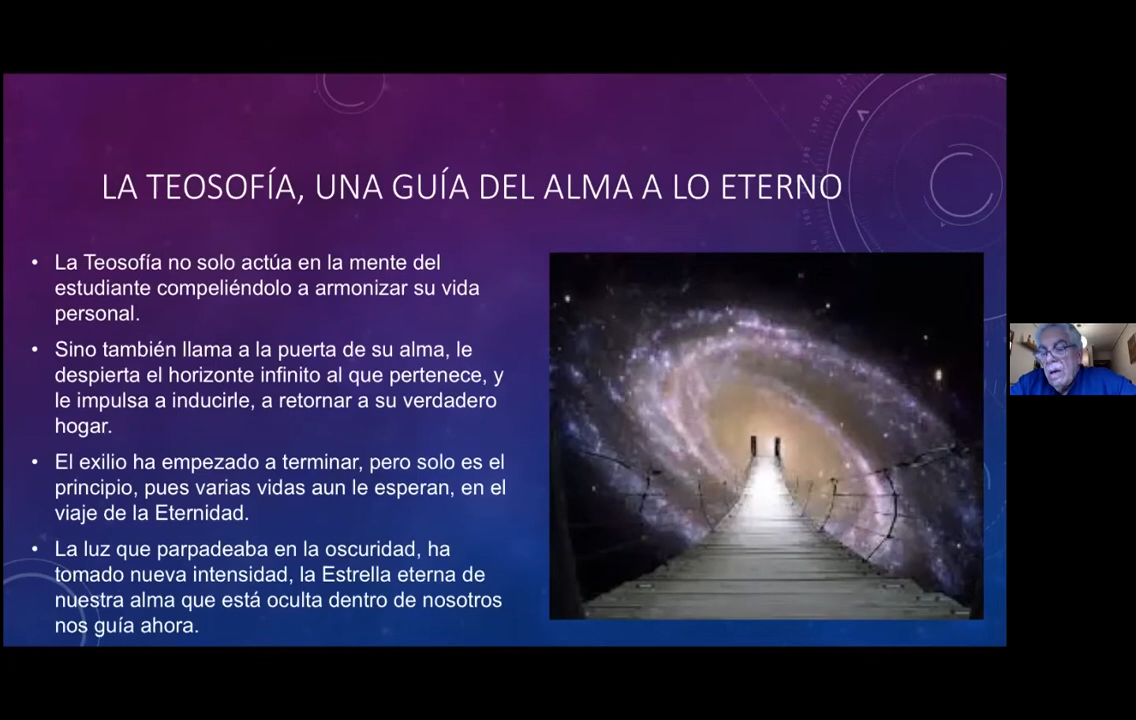 LA TEOSOFÍA, UNA GUÍA DEL ALMA A LO ETERNO
• La Teosofía no solo actúa en la mente del
estudiante compeliéndolo a armonizar su vida
personal.
• Sino también llama a la puerta de su alma, le
despierta el horizonte infinito al que pertenece, y
le impulsa a inducirle, a retornar a su verdadero
hogar.
• El exilio ha empezado a terminar, pero solo es el
principio, pues varias vidas aun le esperan, en el
viaje de la Eternidad.
• La luz que parpadeaba en la oscuridad, ha
tomado nueva intensidad, la Estrella eterna de
nuestra alma que está oculta dentro de nosotros
nos guía ahora.